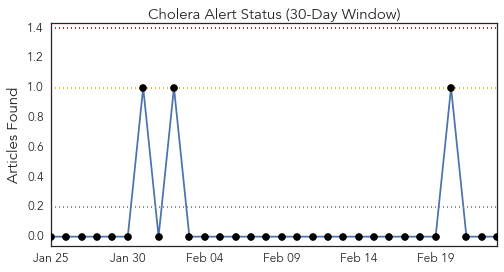 Cholera Alert Status (30-Day Window)
Articles Found
1.4
1.2
1.0
0.8
0.6
0.4
0.2
0.0
Jan 25
Jan 30
Feb 04
Feb 09
Feb 14
Feb 19